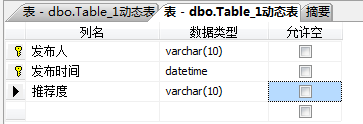 表 - dbo.Table_1动态表 表 - dbo.Table_1动态表 摘要
列名 数据类型 允许空
发布人 varchar(10)
发布时间 datetime
推荐度 varchar(10)